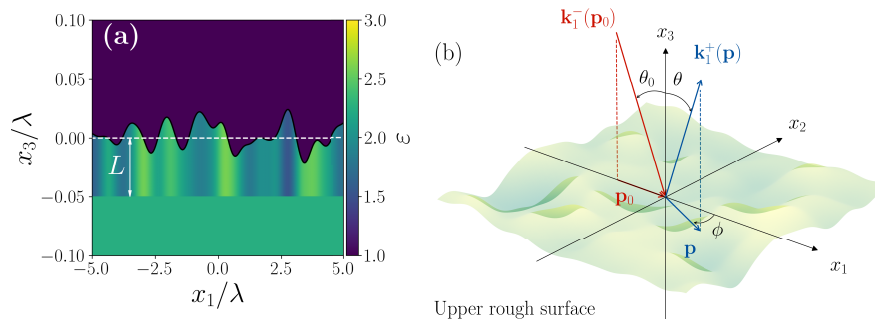 (a)
0.10
0.05
0.00
−0.05
−0.10
x₃/λ
L
−5.0 −2.5 0.0 2.5 5.0
x₁/λ
3.0
2.5
2.0
1.5
1.0
ε
(b)
k₁⁻(p₀)
x₃
k₁⁺(p)
θ₀ θ
x₂
p₀
ϕ
p
x₁
Upper rough surface